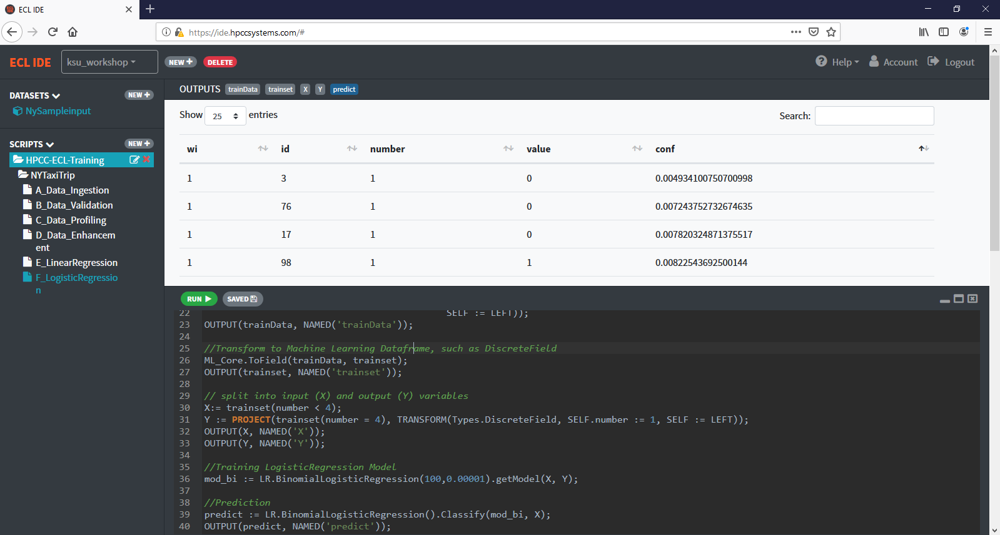 ECL IDE
https://ide.hpccsystems.com/#
ECL IDE ksu_workshop NEW + DELETE Help Account Logout
DATASETS NEW +
NySampleinput
SCRIPTS NEW +
HPCC-ECL-Training
NYTaxiTrip
A_Data_Ingestion
B_Data_Validation
C_Data_Profiling
D_Data_Enhancem
ent
E_LinearRegression
F_LogisticRegressio
n
OUTPUTS trainData trainset X Y predict
Show 25 entries Search:
wi id number value conf
1 3 1 0 0.004934100750700998
1 76 1 0 0.007243752732674635
1 17 1 0 0.007820324871375517
1 98 1 1 0.00822543692500144
RUN SAVED
22 SELF := LEFT));
23 OUTPUT(trainData, NAMED('trainData'));
24
25 //Transform to Machine Learning Dataframe, such as DiscreteField
26 ML_Core.ToField(trainData, trainset);
27 OUTPUT(trainset, NAMED('trainset'));
28
29 // split into input (X) and output (Y) variables
30 X:= trainset(number < 4);
31 Y := PROJECT(trainset(number = 4), TRANSFORM(Types.DiscreteField, SELF.number := 1, SELF := LEFT));
32 OUTPUT(X, NAMED('X'));
33 OUTPUT(Y, NAMED('Y'));
34
35 //Training LogisticRegression Model
36 mod_bi := LR.BinomialLogisticRegression(100,0.00001).getModel(X, Y);
37
38 //Prediction
39 predict := LR.BinomialLogisticRegression().Classify(mod_bi, X);
40 OUTPUT(predict, NAMED('predict'));